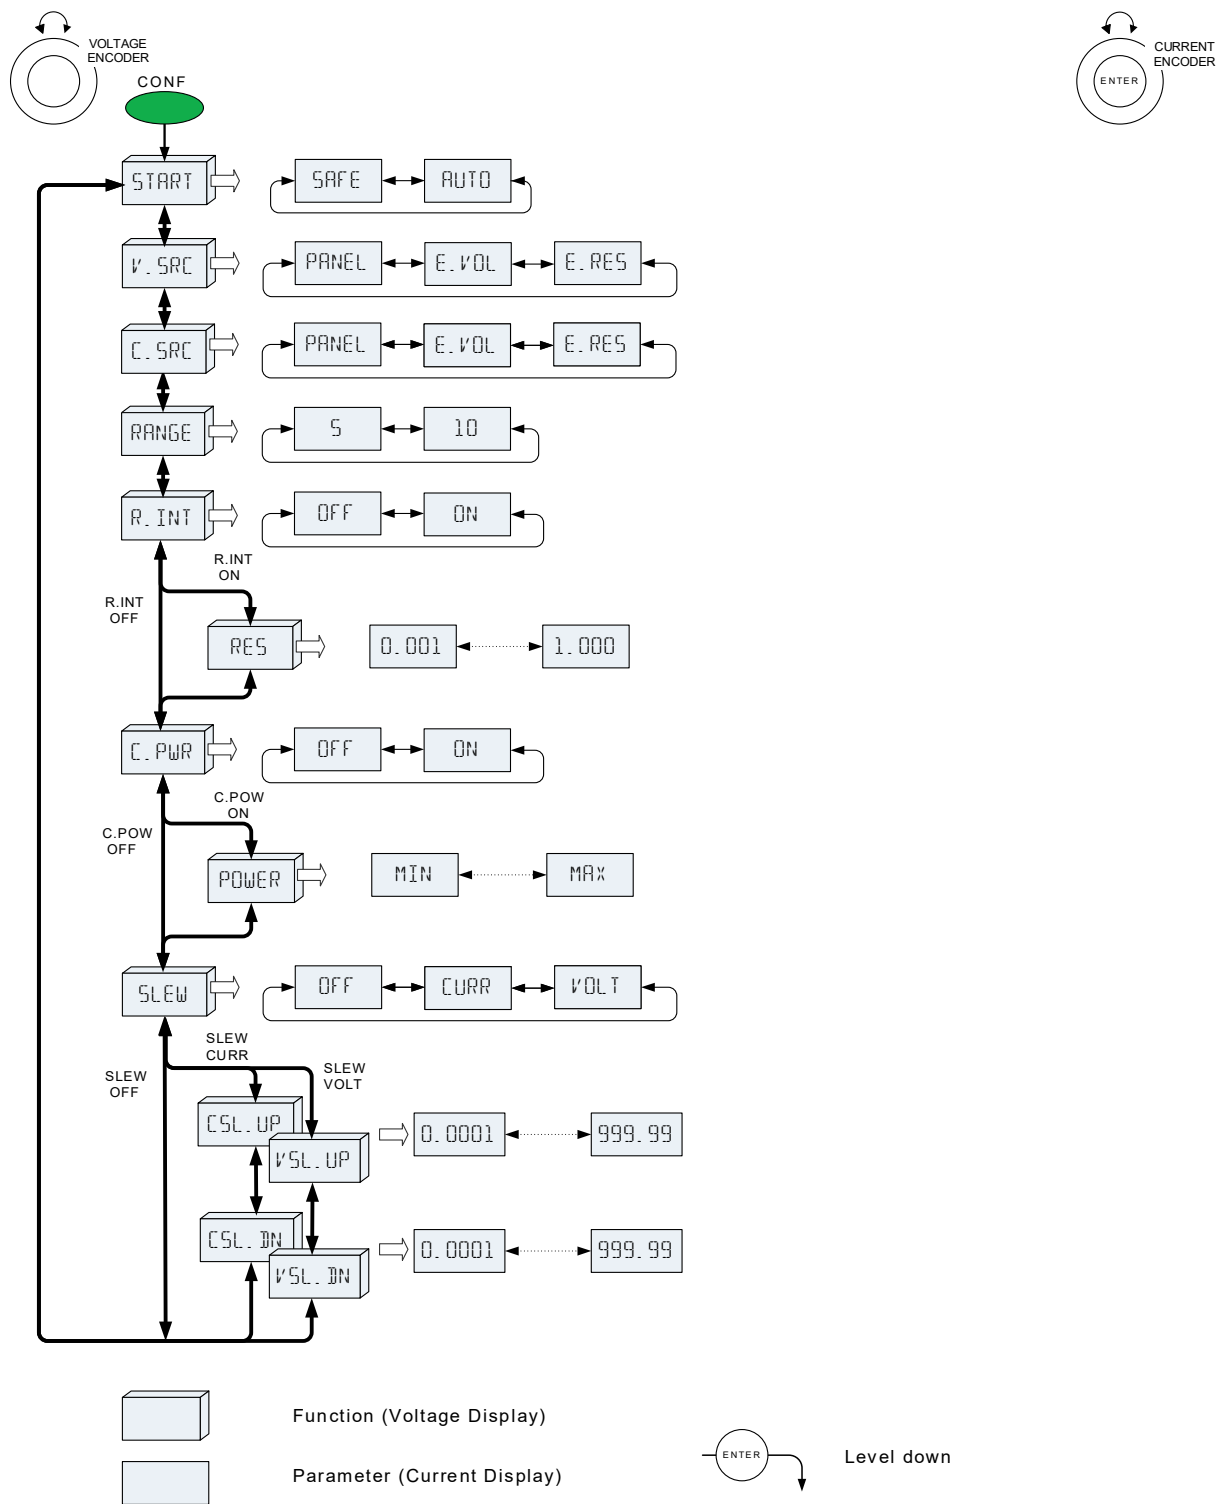 VOLTAGE
ENCODER
CURRENT
ENCODER
ENTER
CONF
START
SAFE
AUTO
V.SRC
PANEL
E.VOL
E.RES
C.SRC
PANEL
E.VOL
E.RES
RANGE
5
10
R.INT
OFF
ON
R.INT
ON
R.INT
OFF
RES
0.001
1.000
C.PWR
OFF
ON
C.POW
ON
C.POW
OFF
POWER
MIN
MAX
SLEW
OFF
CURR
VOLT
SLEW
CURR
SLEW
VOLT
SLEW
OFF
CSL.UP
VSL.UP
0.0001
999.99
CSL.DN
VSL.DN
0.0001
999.99
Function (Voltage Display)
Parameter (Current Display)
ENTER
Level down